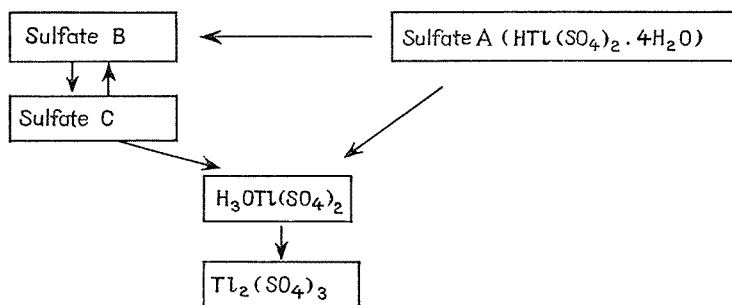 Sulfate B
Sulfate A (HTl(SO₄)₂.4H₂O)
Sulfate C
H₃OTl(SO₄)₂
Tl₂(SO₄)₃